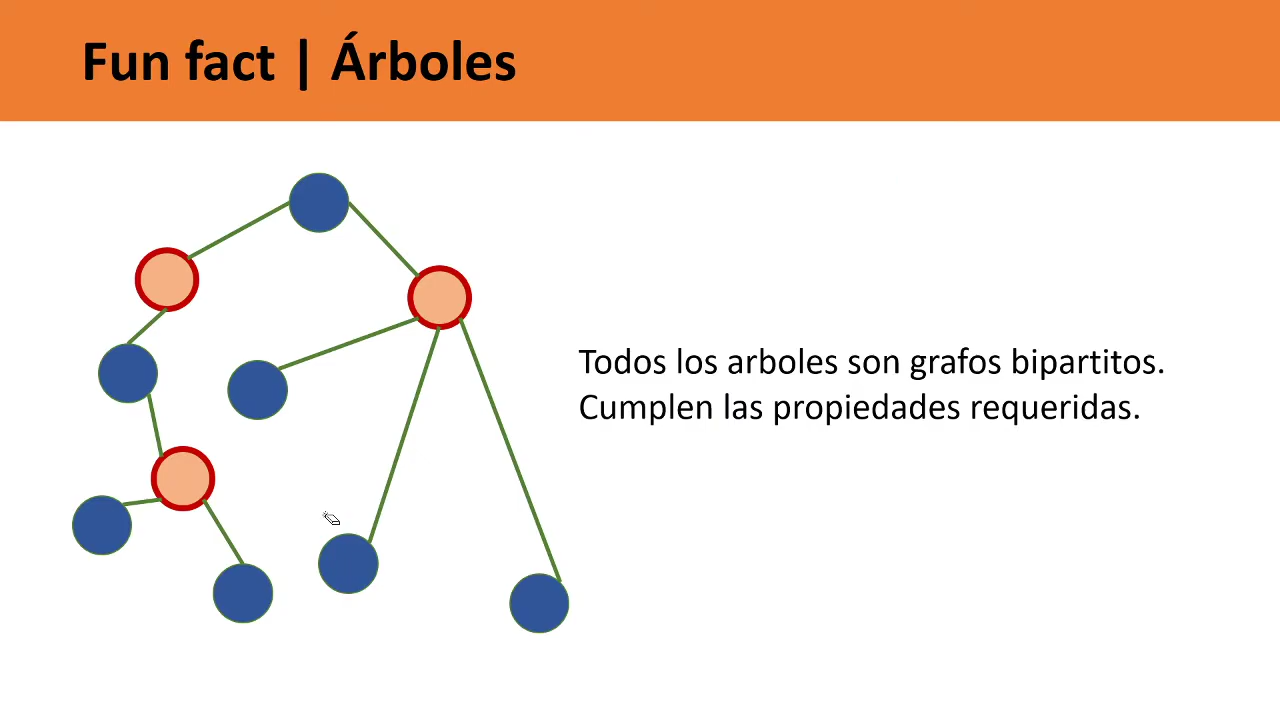 Fun fact | Árboles
Todos los arboles son grafos bipartitos.
Cumplen las propiedades requeridas.